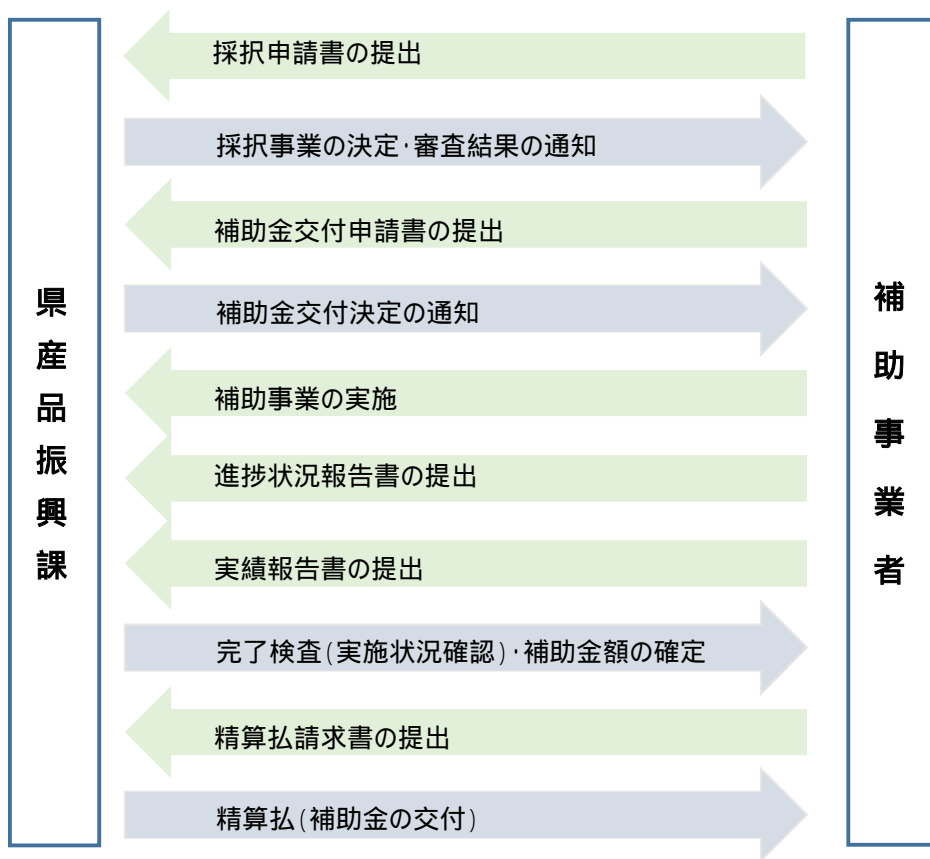 県産品振興課
採択申請書の提出
採択事業の決定・審査結果の通知
補助金交付申請書の提出
補助金交付決定の通知
補助事業の実施
進捗状況報告書の提出
実績報告書の提出
完了検査(実施状況確認)・補助金額の確定
精算払請求書の提出
精算払(補助金の交付)
補助事業者